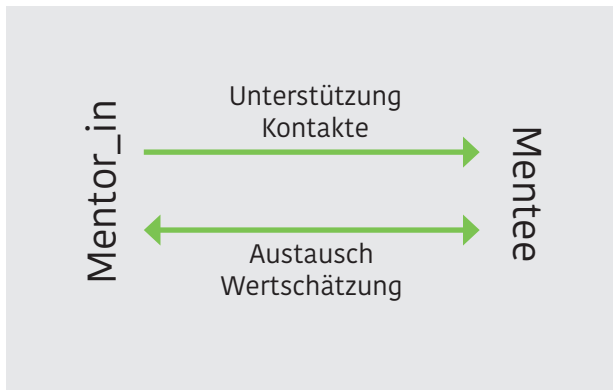 Mentor_in
Unterstützung
Kontakte
Austausch
Wertschätzung
Mentee